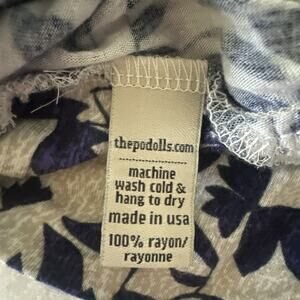 thepodolls.com
machine
wash cold &
hang to dry
made in usa
100% rayon/
rayonne